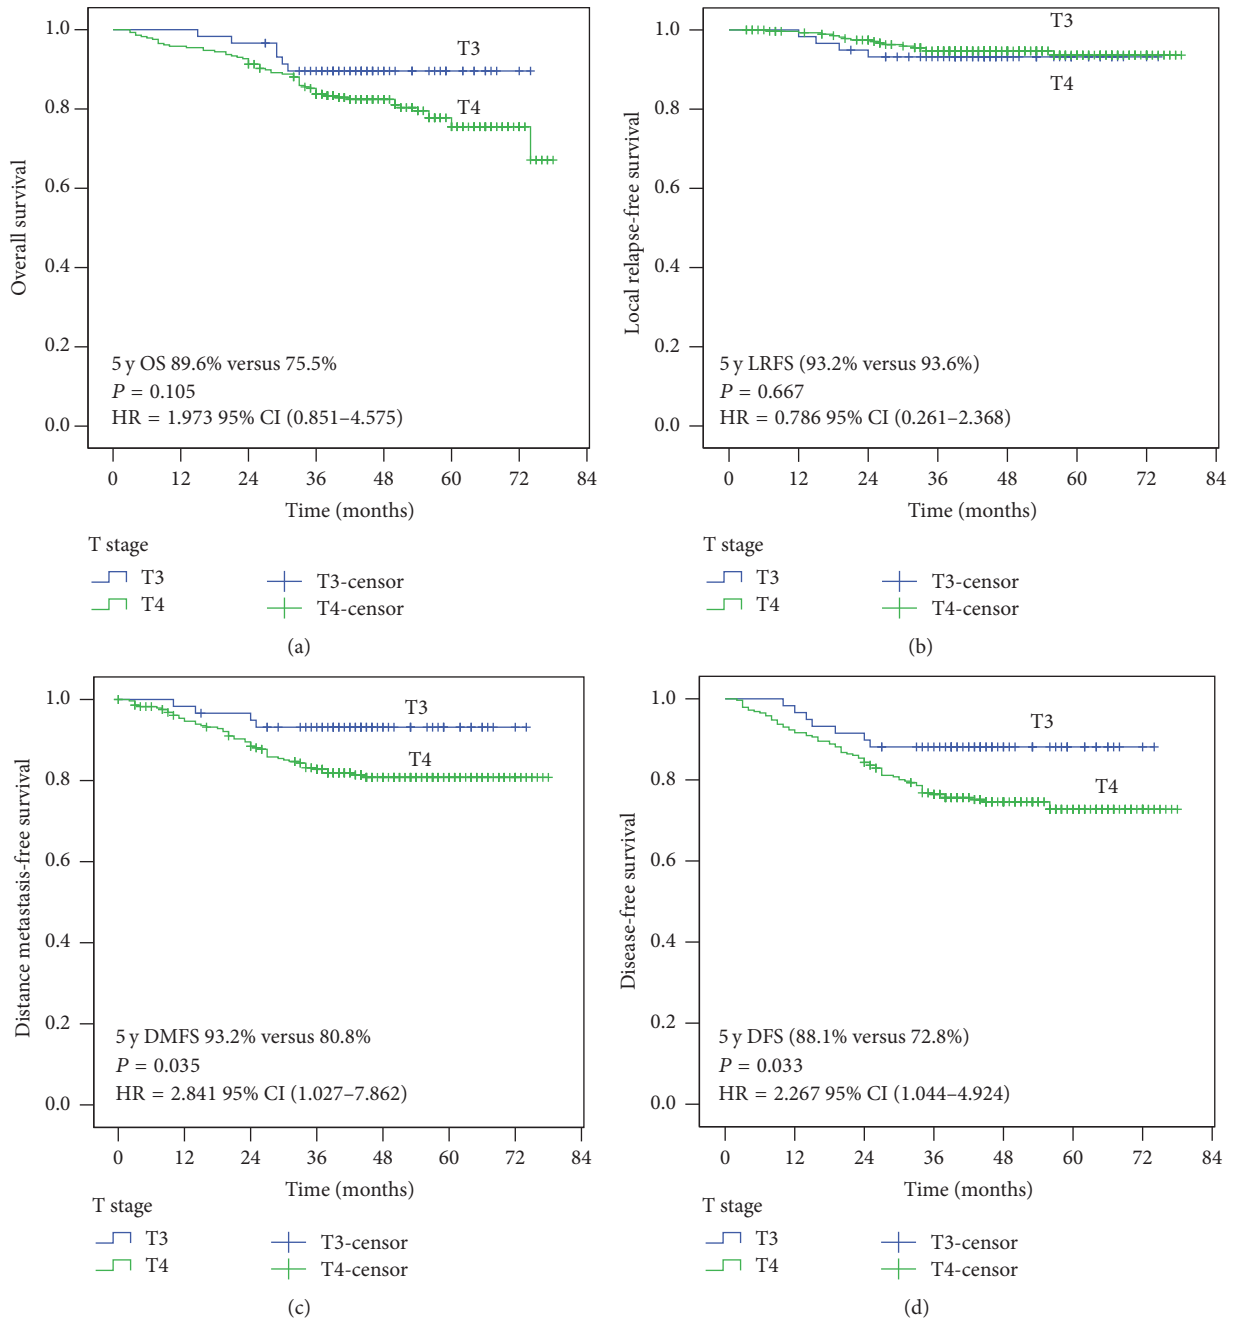 1.0
0.8
0.6
0.4
0.2
0.0
Overall survival
T3
T4
5 y OS 89.6% versus 75.5%
P = 0.105
HR = 1.973 95% CI (0.851–4.575)
0 12 24 36 48 60 72 84
Time (months)
T stage
T3 T3-censor
T4 T4-censor
(a)
1.0
0.8
0.6
0.4
0.2
0.0
Local relapse-free survival
T3
T4
5 y LRFS (93.2% versus 93.6%)
P = 0.667
HR = 0.786 95% CI (0.261–2.368)
0 12 24 36 48 60 72 84
Time (months)
T stage
T3 T3-censor
T4 T4-censor
(b)
1.0
0.8
0.6
0.4
0.2
0.0
Distance metastasis-free survival
T3
T4
5 y DMFS 93.2% versus 80.8%
P = 0.035
HR = 2.841 95% CI (1.027–7.862)
0 12 24 36 48 60 72 84
Time (months)
T stage
T3 T3-censor
T4 T4-censor
(c)
1.0
0.8
0.6
0.4
0.2
0.0
Disease-free survival
T3
T4
5 y DFS (88.1% versus 72.8%)
P = 0.033
HR = 2.267 95% CI (1.044–4.924)
0 12 24 36 48 60 72 84
Time (months)
T stage
T3 T3-censor
T4 T4-censor
(d)